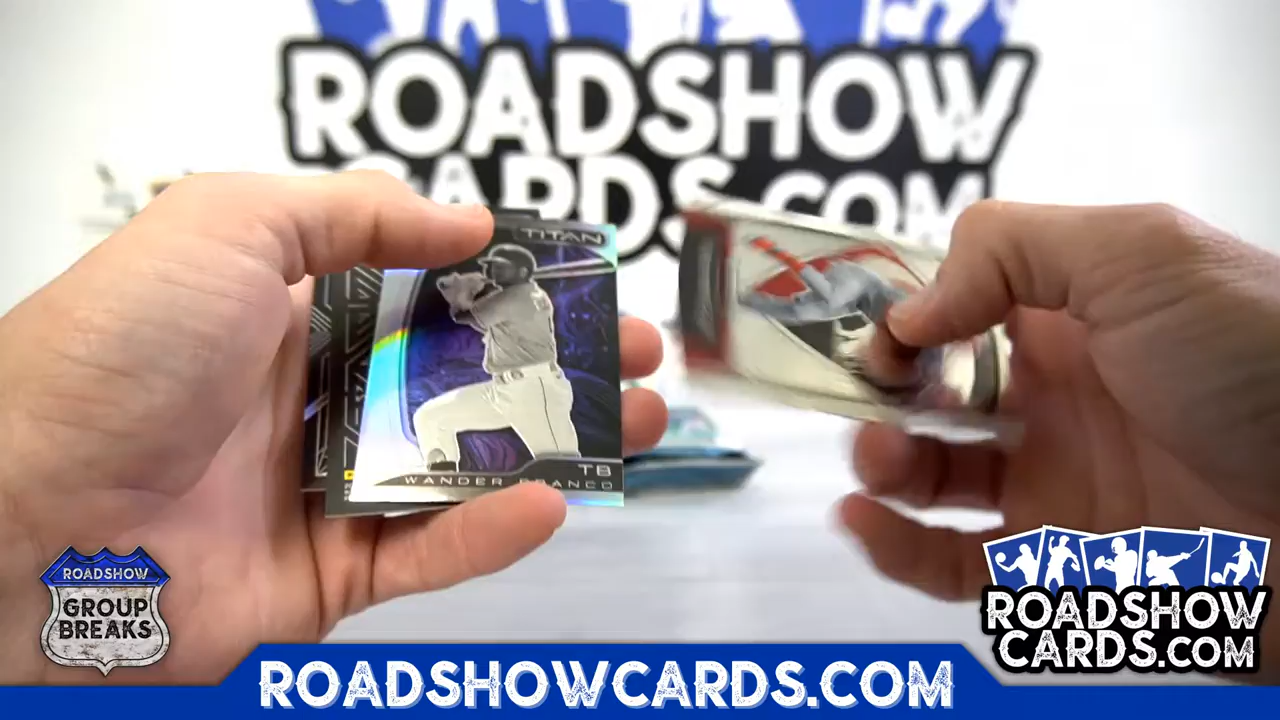 ROADSHOW
CARDS.COM
TITAN
TB
WANDER FRANCO
ROADSHOW
GROUP
BREAKS
ROADSHOW
CARDS.COM
ROADSHOWCARDS.COM